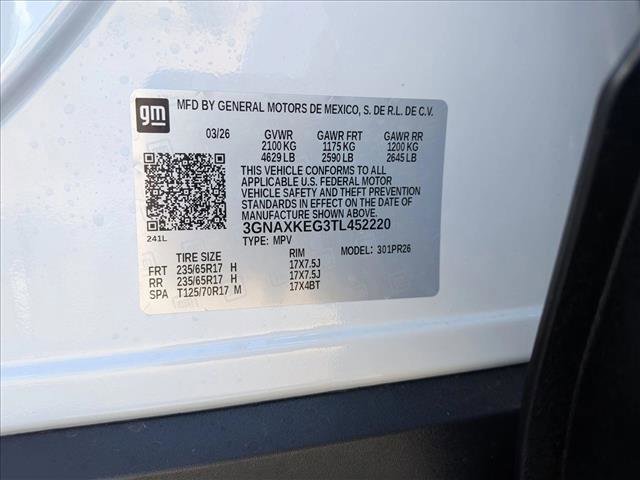 gm
MFD BY GENERAL MOTORS DE MEXICO, S. DE R.L. DE C.V.
03/26 GVWR GAWR FRT GAWR RR
2100 KG 1175 KG 1200 KG
4629 LB 2590 LB 2645 LB
THIS VEHICLE CONFORMS TO ALL
APPLICABLE U.S. FEDERAL MOTOR
VEHICLE SAFETY AND THEFT PREVENTION
STANDARDS IN EFFECT ON THE DATE OF
MANUFACTURE SHOWN ABOVE.
3GNAXKEG3TL452220
241L
TYPE: MPV MODEL: 301PR26
TIRE SIZE RIM
FRT 235/65R17 H 17X7.5J
RR 235/65R17 H 17X7.5J
SPA T125/70R17 M 17X4BT